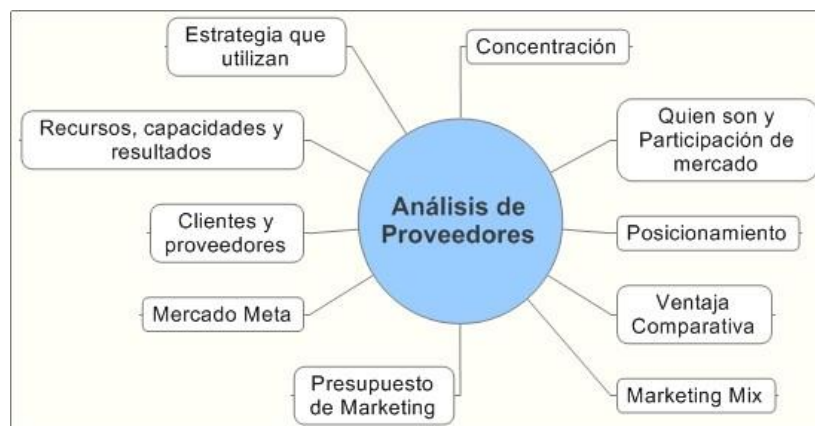 Estrategia que
utilizan
Concentración
Recursos, capacidades y
resultados
Quien son y
Participación de
mercado
Análisis de
Proveedores
Clientes y
proveedores
Posicionamiento
Mercado Meta
Ventaja
Comparativa
Presupuesto
de Marketing
Marketing Mix